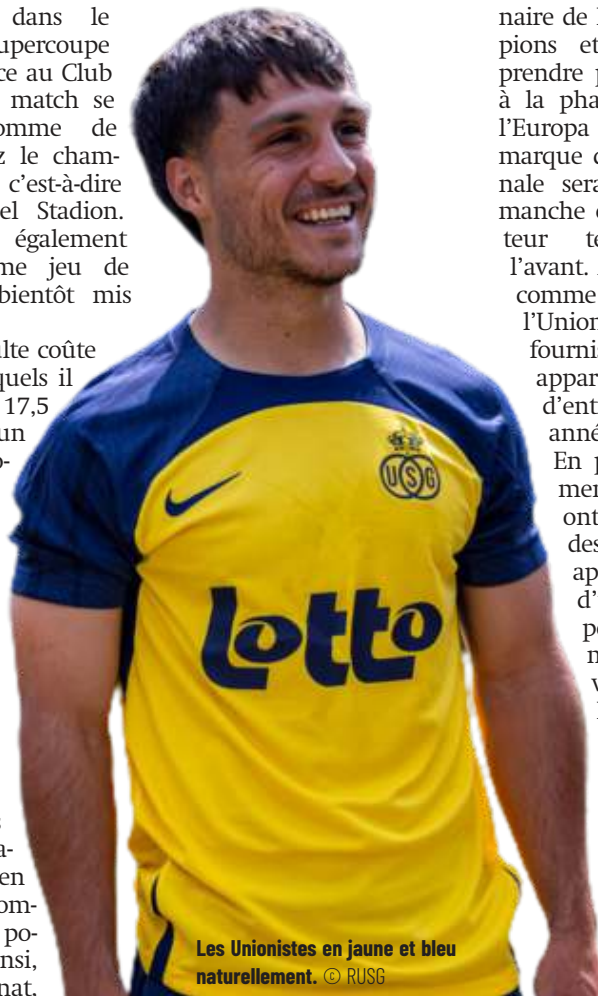 dans le
upercoupe
ce au Club
match se
omme de
z le cham-
c'est-à-dire
el Stadion.
également
me jeu de
bientôt mis
ulte coûte
quels il
17,5
un
o-
s
a-
en
om-
po-
nsi,
nat,
USG
Lotto
Les Unionistes en jaune et bleu
naturellement. © RUSG
naire de
pions et
prendre p
à la pha
l'Europa
marque
nale sera
manche
teur te
l'avant.
comme
l'Union
fournis
appar
d'ent
anné
En p
mer
ont
des
ap
d'